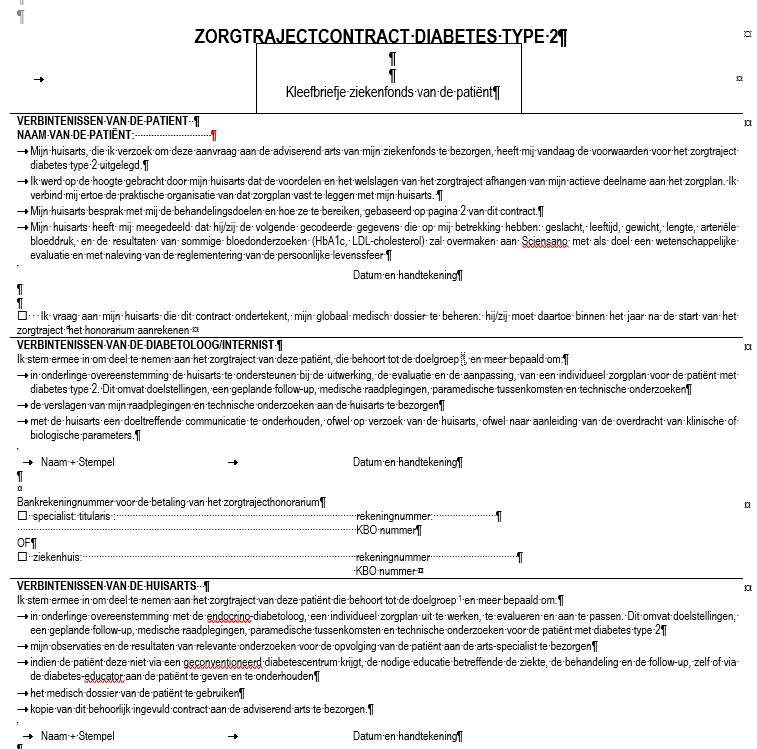 ZORGTRAJECTCONTRACT DIABETES TYPE 2
Kleefbriefje ziekenfonds van de patiënt
VERBINTENISSEN VAN DE PATIENT
NAAM VAN DE PATIËNT:
Mijn huisarts, die ik verzoek om deze aanvraag aan de adviserend arts van mijn ziekenfonds te bezorgen, heeft mij vandaag de voorwaarden voor het zorgtraject
diabetes type 2 uitgelegd.
Ik werd op de hoogte gebracht door mijn huisarts dat de voordelen en het welslagen van het zorgtraject afhangen van mijn actieve deelname aan het zorgplan. Ik
verbind mij ertoe de praktische organisatie van dat zorgplan vast te leggen met mijn huisarts.
Mijn huisarts besprak met mij de behandelingsdoelen en hoe ze te bereiken, gebaseerd op pagina 2 van dit contract.
Mijn huisarts heeft mij meegedeeld dat hij/zij de volgende gecodeerde gegevens die op mij betrekking hebben: geslacht, leeftijd, gewicht, lengte, arteriële
bloeddruk, en de resultaten van sommige bloedonderzoeken (HbA1c, LDL-cholesterol) zal overmaken aan Sciensano met als doel een wetenschappelijke
evaluatie en met naleving van de reglementering van de persoonlijke levenssfeer
Datum en handtekening
☐ Ik vraag aan mijn huisarts die dit contract ondertekent, mijn globaal medisch dossier te beheren: hij/zij moet daartoe binnen het jaar na de start van het
zorgtraject het honorarium aanrekenen
VERBINTENISSEN VAN DE DIABETOLOOG/INTERNIST
Ik stem ermee in om deel te nemen aan het zorgtraject van deze patiënt, die behoort tot de doelgroep, en meer bepaald om:
in onderlinge overeenstemming de huisarts te ondersteunen bij de uitwerking, de evaluatie en de aanpassing, van een individueel zorgplan voor de patiënt met
diabetes type 2. Dit omvat doelstellingen, een geplande follow-up, medische raadplegingen, paramedische tussenkomsten en technische onderzoeken
de verslagen van mijn raadplegingen en technische onderzoeken aan de huisarts te bezorgen
met de huisarts een doeltreffende communicatie te onderhouden, ofwel op verzoek van de huisarts, ofwel naar aanleiding van de overdracht van klinische of
biologische parameters.
Naam + Stempel Datum en handtekening
Bankrekeningnummer voor de betaling van het zorgtrajecthonorarium
☐ specialist: titularis : rekeningnummer:
KBO nummer
OF
☐ ziekenhuis: rekeningnummer
KBO nummer
VERBINTENISSEN VAN DE HUISARTS
Ik stem ermee in om deel te nemen aan het zorgtraject van deze patiënt die behoort tot de doelgroep ¹ en meer bepaald om:
in onderlinge overeenstemming met de endocrino-diabetoloog, een individueel zorgplan uit te werken, te evalueren en aan te passen. Dit omvat doelstellingen,
een geplande follow-up, medische raadplegingen, paramedische tussenkomsten en technische onderzoeken voor de patiënt met diabetes type 2
mijn observaties en de resultaten van relevante onderzoeken voor de opvolging van de patiënt aan de arts-specialist te bezorgen
indien de patiënt deze niet via een geconventioneerd diabetescentrum krijgt, de nodige educatie betreffende de ziekte, de behandeling en de follow-up, zelf of via
de diabetes-educator aan de patiënt te geven en te onderhouden
het medisch dossier van de patiënt te gebruiken
kopie van dit behoorlijk ingevuld contract aan de adviserend arts te bezorgen.
Naam + Stempel Datum en handtekening